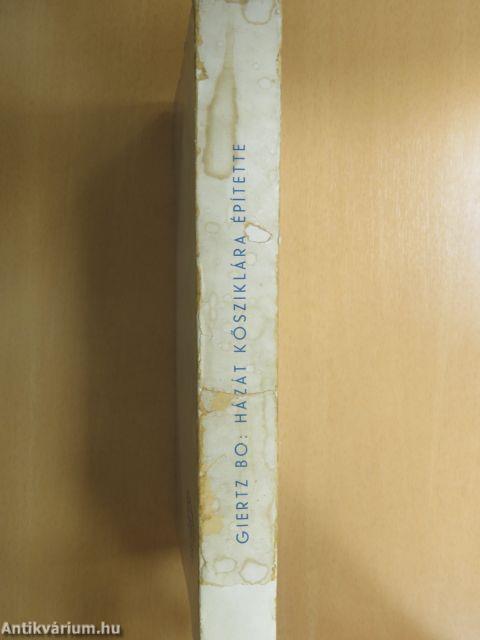 GIERTZ BO: HÁZÁT KŐSZIKLÁRA ÉPÍTETTE
Antikvárium.hu